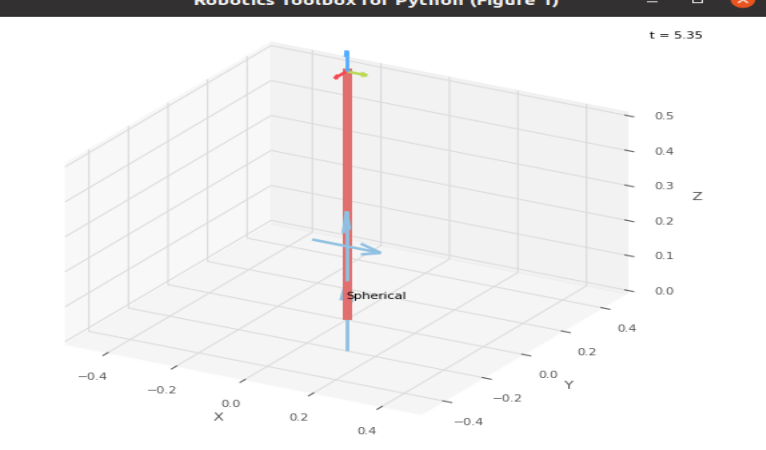 Robotics Toolbox for Python (Figure 1)
t = 5.35
0.5
0.4
0.3
Z
0.2
0.1
0.0
Spherical
0.4
0.2
0.0
Y
−0.2
−0.4
−0.4
−0.2
0.0
X
0.2
0.4